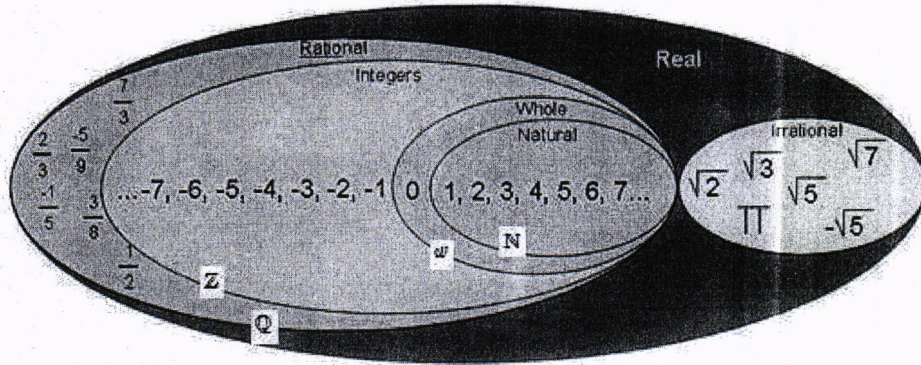 Rational
Real
Integers
7/3
Whole
Natural
Irrational
2/3
-5/9
√3
√7
...-7, -6, -5, -4, -3, -2, -1
0
1, 2, 3, 4, 5, 6, 7...
√2
√5
-1/5
3/8
∏
-√5
1/2
𝓌
ℕ
ℤ
ℚ